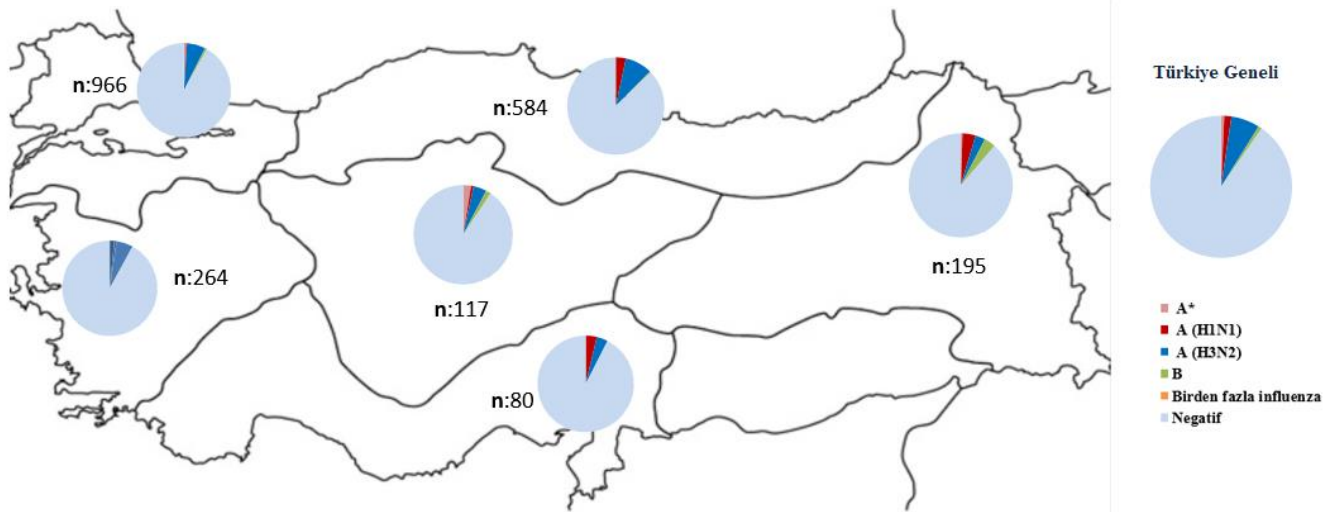 n:966
n:584
n:264
n:117
n:195
n:80
Türkiye Geneli
A*
A (H1N1)
A (H3N2)
B
Birden fazla influenza
Negatif